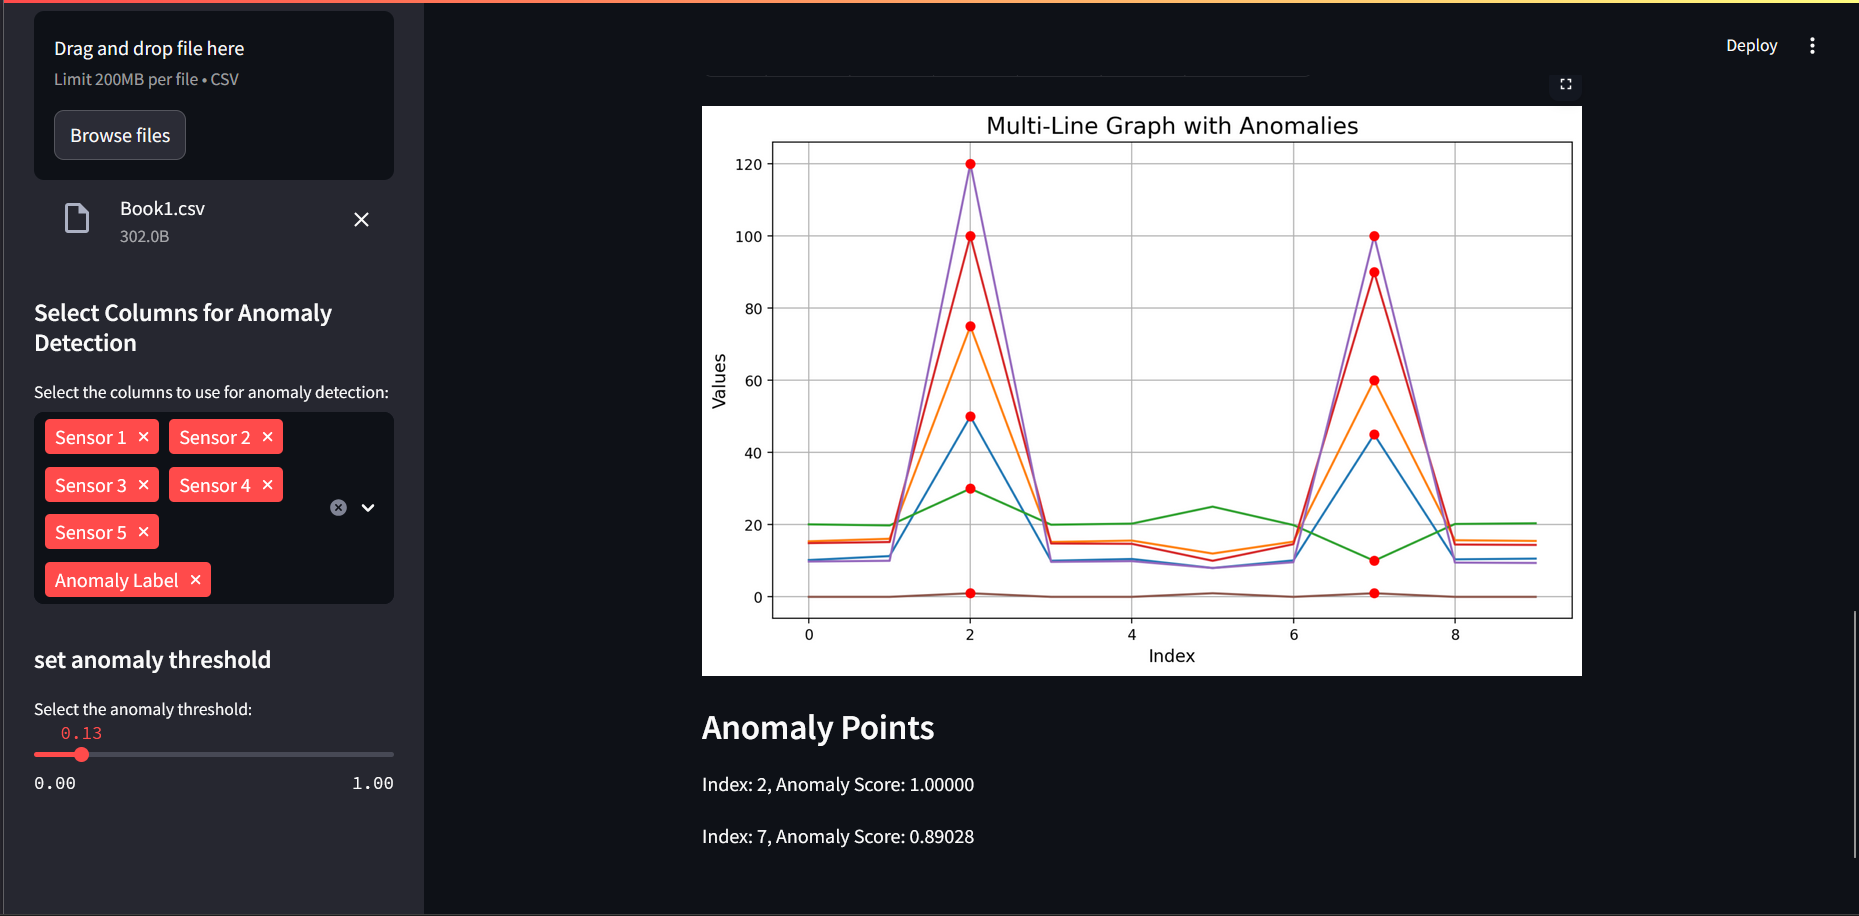 Drag and drop file here
Limit 200MB per file • CSV
Browse files
Book1.csv
302.0B
Select Columns for Anomaly
Detection
Select the columns to use for anomaly detection:
Sensor 1 Sensor 2
Sensor 3 Sensor 4
Sensor 5
Anomaly Label
set anomaly threshold
Select the anomaly threshold:
0.13
0.00 1.00
Deploy
Multi-Line Graph with Anomalies
120
100
80
60
40
20
0
Values
0 2 4 6 8
Index
Anomaly Points
Index: 2, Anomaly Score: 1.00000
Index: 7, Anomaly Score: 0.89028